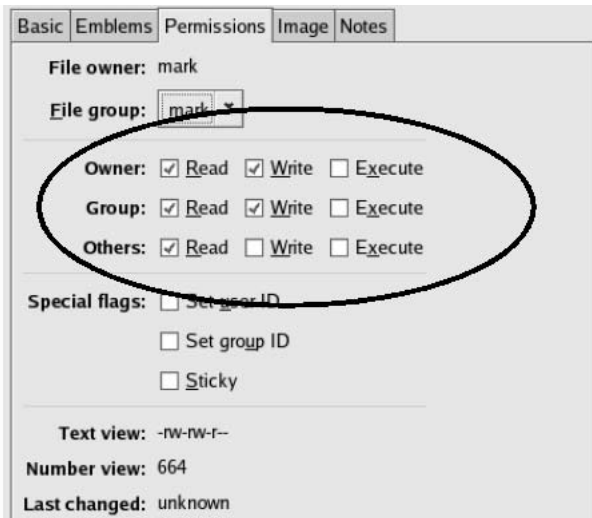 Basic Emblems Permissions Image Notes
File owner: mark
File group: mark
Owner: Read Write Execute
Group: Read Write Execute
Others: Read Write Execute
Special flags: Set user ID
Set group ID
Sticky
Text view: -rw-rw-r--
Number view: 664
Last changed: unknown